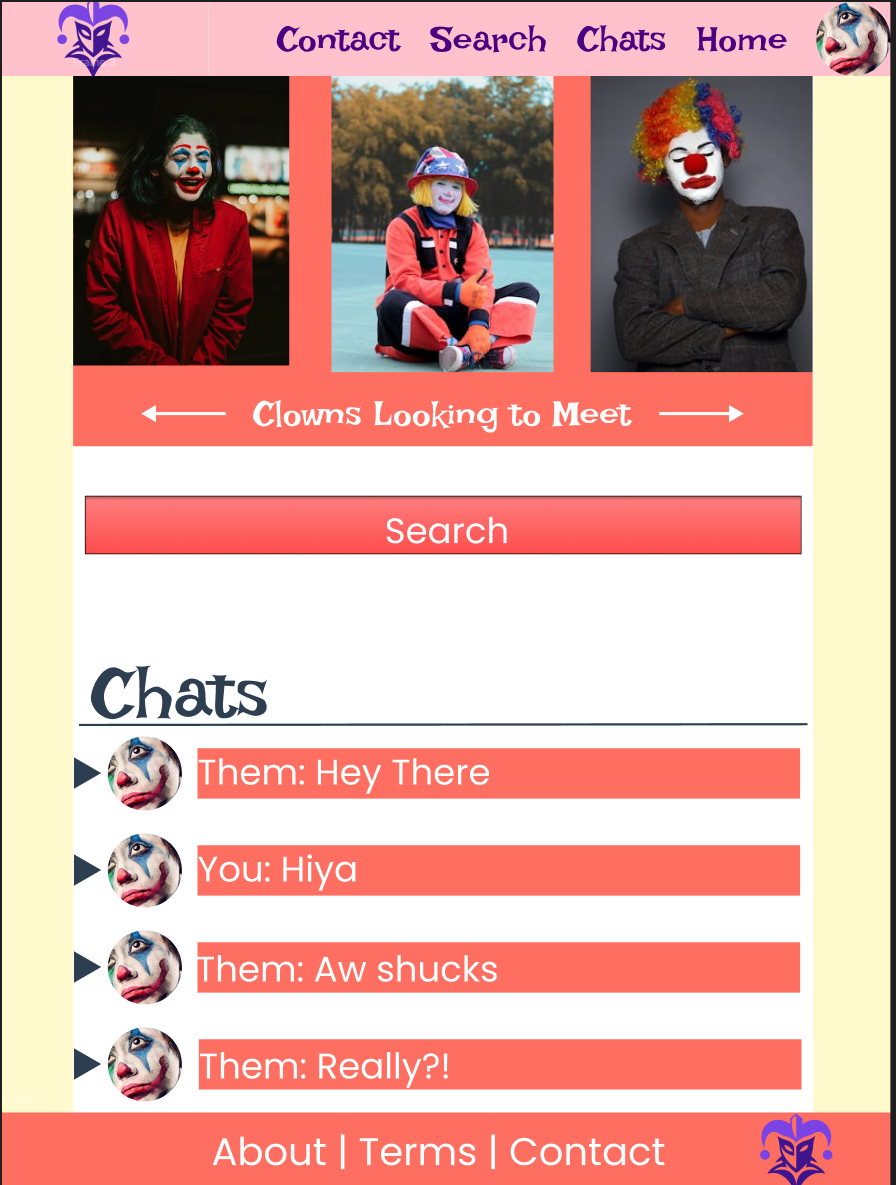 Contact Search Chats Home
Clowns Looking to Meet
Search
Chats
Them: Hey There
You: Hiya
Them: Aw shucks
Them: Really?!
About | Terms | Contact